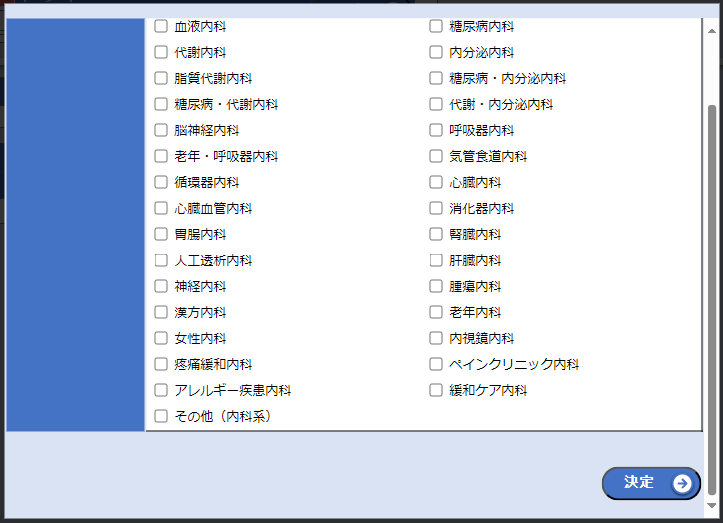 血液内科 糖尿病内科
代謝内科 内分泌内科
脂質代謝内科 糖尿病・内分泌内科
糖尿病・代謝内科 代謝・内分泌内科
脳神経内科 呼吸器内科
老年・呼吸器内科 気管食道内科
循環器内科 心臓内科
心臓血管内科 消化器内科
胃腸内科 腎臓内科
人工透析内科 肝臓内科
神経内科 腫瘍内科
漢方内科 老年内科
女性内科 内視鏡内科
疼痛緩和内科 ペインクリニック内科
アレルギー疾患内科 緩和ケア内科
その他（内科系）
決定